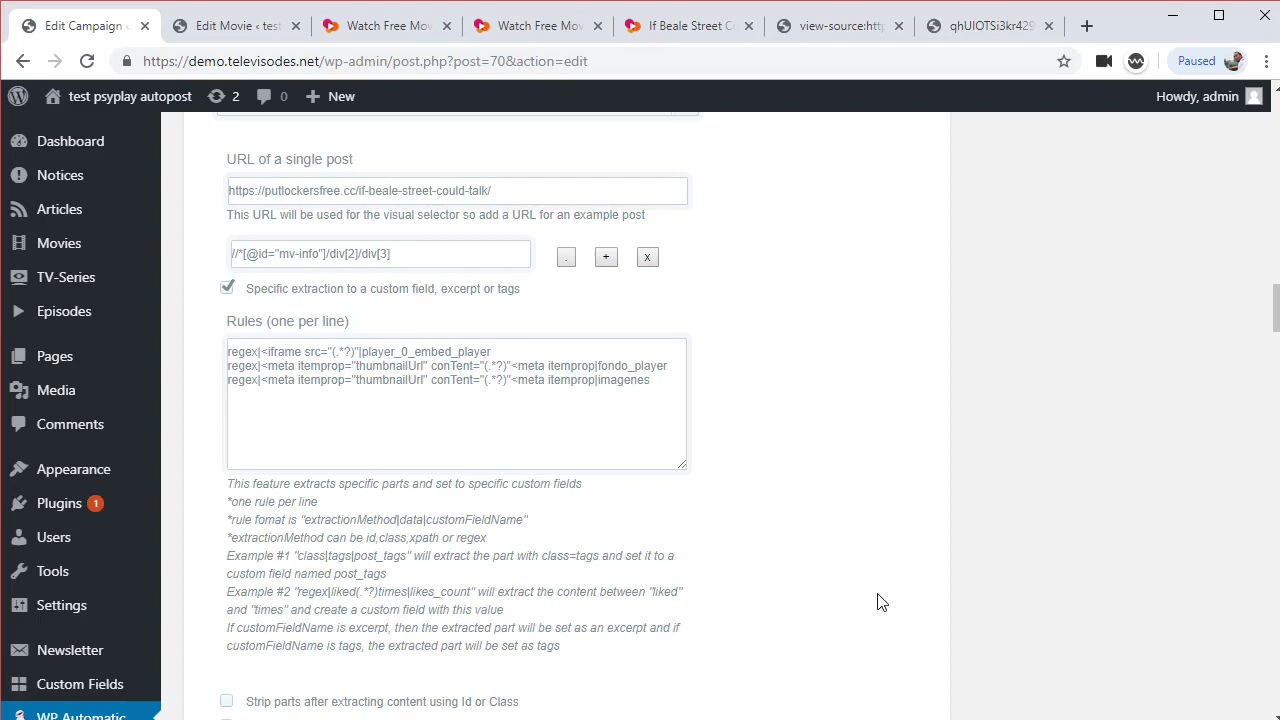 Edit Campaign ‹
Edit Movie ‹ test
Watch Free Mov
Watch Free Mov
If Beale Street C
view-source:http
qhUIOTSi3kr429
https://demo.televisodes.net/wp-admin/post.php?post=70&action=edit
Paused
test psyplay autopost
2
0
New
Howdy, admin
Dashboard
Notices
Articles
Movies
TV-Series
Episodes
Pages
Media
Comments
Appearance
Plugins 1
Users
Tools
Settings
Newsletter
Custom Fields
WP Automatic
URL of a single post
https://putlockersfree.cc/if-beale-street-could-talk/
This URL will be used for the visual selector so add a URL for an example post
//*[@id="mv-info"]/div[2]/div[3]
.
+
x
Specific extraction to a custom field, excerpt or tags
Rules (one per line)
regex|<iframe src="(.*?)"|player_0_embed_player
regex|<meta itemprop="thumbnailUrl" conTent="(.*?)"<meta itemprop|fondo_player
regex|<meta itemprop="thumbnailUrl" conTent="(.*?)"<meta itemprop|imagenes
This feature extracts specific parts and set to specific custom fields
*one rule per line
*rule fomat is "extractionMethod|data|customFieldName"
*extractionMethod can be id,class,xpath or regex
Example #1 "class|tags|post_tags" will extract the part with class=tags and set it to a
custom field named post_tags
Example #2 "regex|liked(.*?)times|likes_count" will extract the content between "liked"
and "times" and create a custom field with this value
If customFieldName is excerpt, then the extracted part will be set as an excerpt and if
customFieldName is tags, the extracted part will be set as tags
Strip parts after extracting content using Id or Class